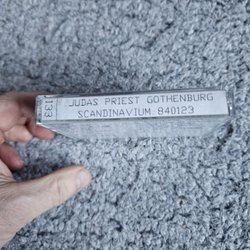 133
JUDAS PRIEST GOTHENBURG
SCANDINAVIUM 840123